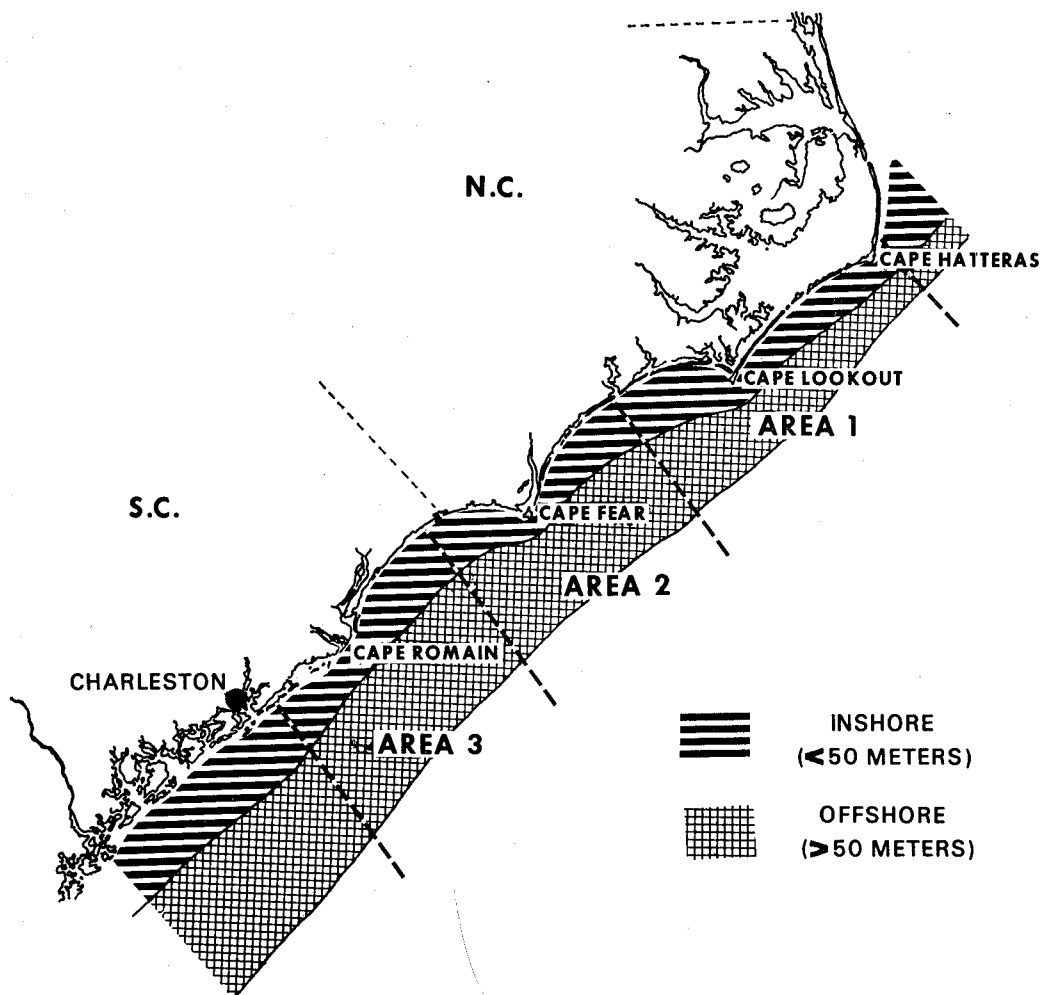 N.C.
CAPE HATTERAS
CAPE LOOKOUT
AREA 1
S.C.
CAPE FEAR
AREA 2
CAPE ROMAIN
CHARLESTON
AREA 3
INSHORE
(<50 METERS)
OFFSHORE
(>50 METERS)